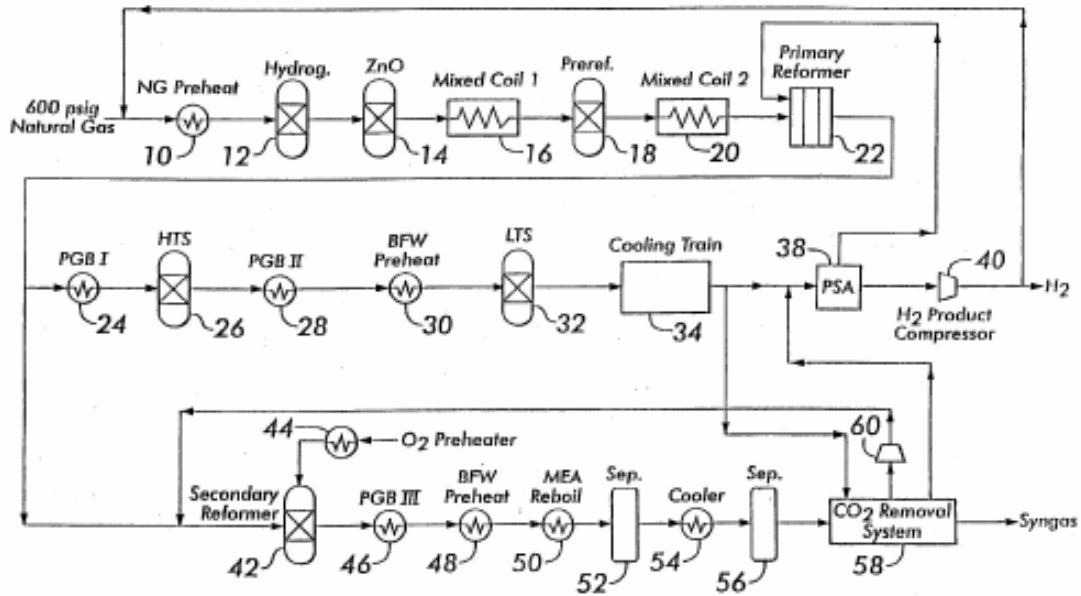 Hydrog.
ZnO
Mixed Coil 1
Preref.
Mixed Coil 2
Primary
Reformer
NG Preheat
600 psig
Natural Gas
10
12
14
16
18
20
22
PGB I
HTS
PGB II
BFW
Preheat
LTS
Cooling Train
38
40
PSA
H2
H2 Product
Compressor
24
26
28
30
32
34
44
O2 Preheater
60
Secondary
Reformer
PGB III
BFW
Preheat
MEA
Reboil
Sep.
Cooler
Sep.
CO2 Removal
System
Syngas
42
46
48
50
52
54
56
58